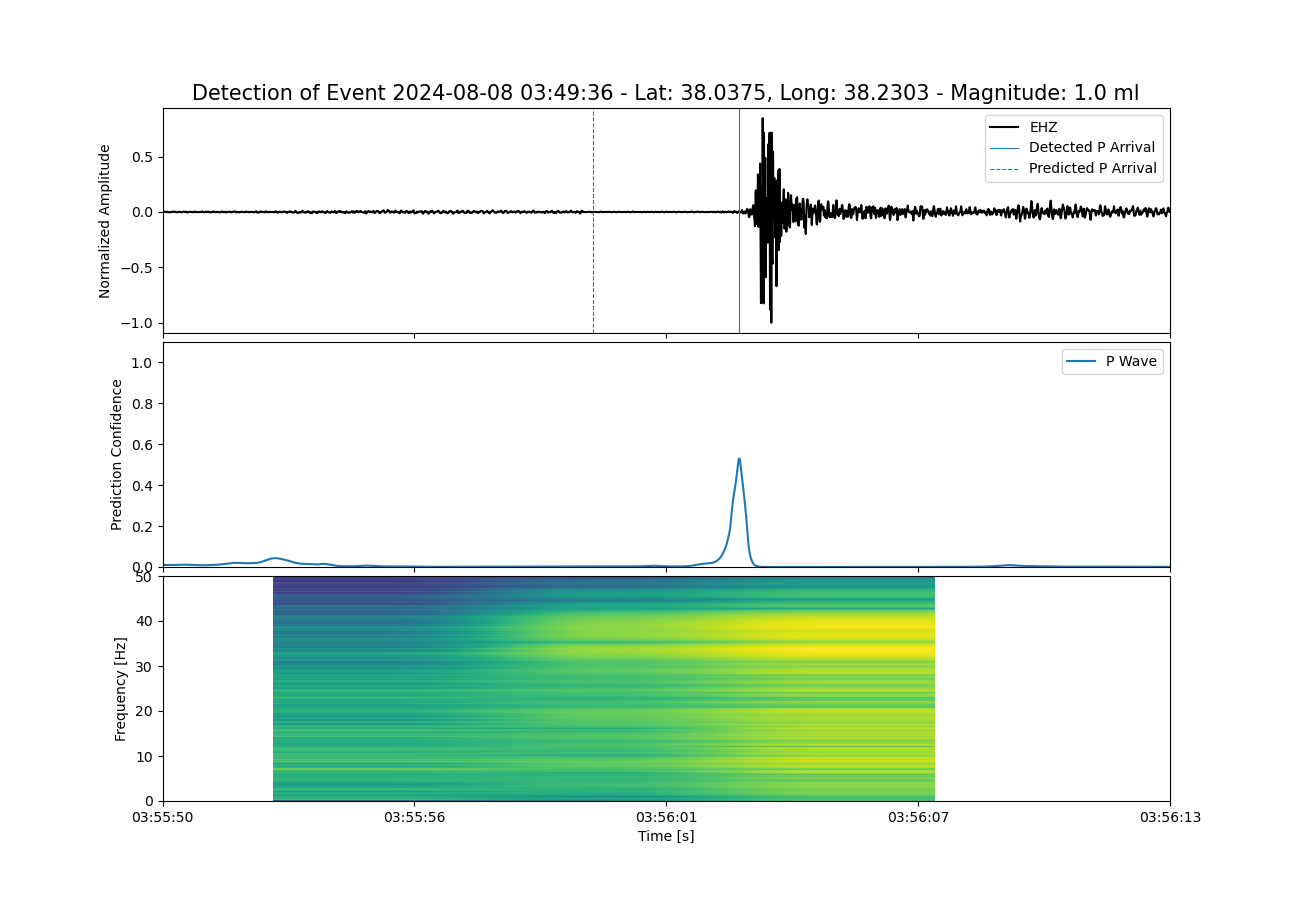 Detection of Event 2024-08-08 03:49:36 - Lat: 38.0375, Long: 38.2303 - Magnitude: 1.0 ml
Normalized Amplitude
0.5
0.0
−0.5
−1.0
EHZ
Detected P Arrival
Predicted P Arrival
Prediction Confidence
1.0
0.8
0.6
0.4
0.2
0.0
P Wave
Frequency [Hz]
50
40
30
20
10
0
03:55:50 03:55:56 03:56:01 03:56:07 03:56:13
Time [s]